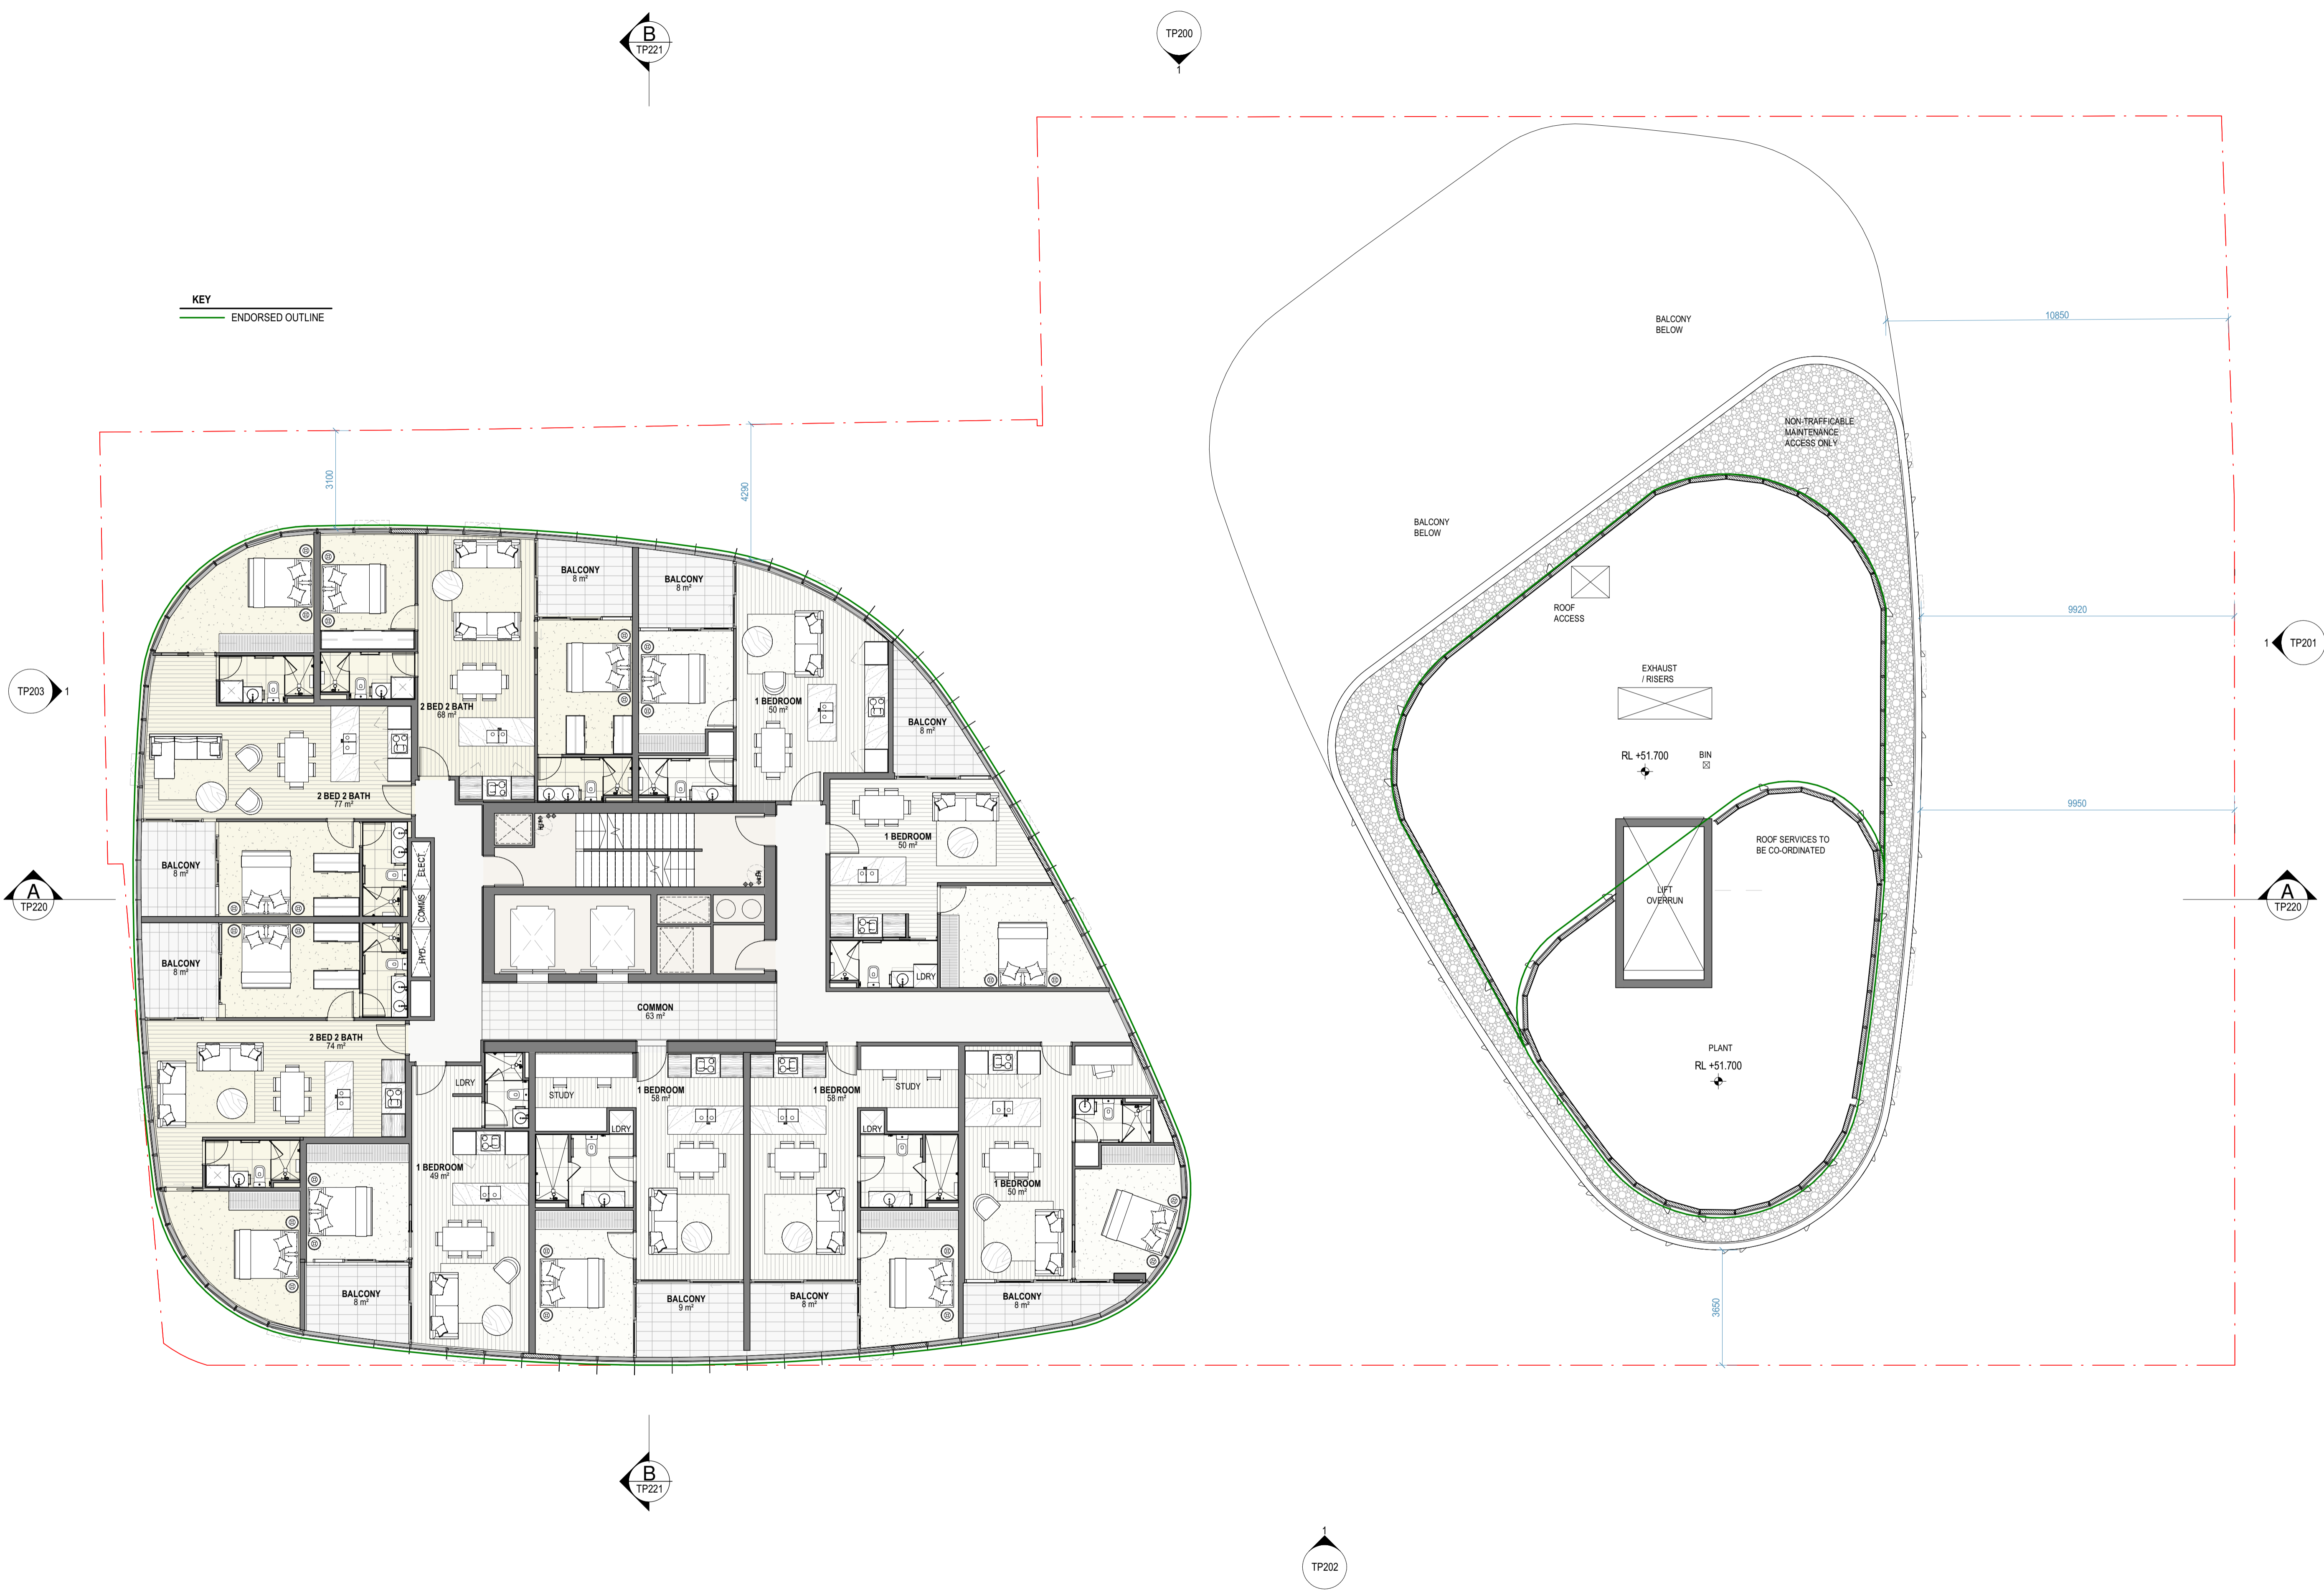 B
TP221
TP200
1
KEY
ENDORSED OUTLINE
BALCONY
BELOW
10850
NON-TRAFFICABLE
MAINTENANCE
ACCESS ONLY
3100
4290
BALCONY
BELOW
BALCONY
8 m²
BALCONY
8 m²
ROOF
ACCESS
9920
1
TP201
TP203
1
EXHAUST
/ RISERS
2 BED 2 BATH
68 m²
1 BEDROOM
50 m²
BALCONY
8 m²
RL +51.700
BIN
2 BED 2 BATH
77 m²
9950
HYD
1 BEDROOM
50 m²
ROOF SERVICES TO
BE CO-ORDINATED
BALCONY
8 m²
ELECT
COMMS
HYD
A
TP220
HYD
LIFT
OVERRUN
A
TP220
BALCONY
8 m²
LDRY
COMMON
63 m²
2 BED 2 BATH
74 m²
PLANT
RL +51.700
LDRY
STUDY
1 BEDROOM
58 m²
1 BEDROOM
58 m²
STUDY
LDRY
LDRY
1 BEDROOM
49 m²
1 BEDROOM
50 m²
BALCONY
8 m²
BALCONY
9 m²
BALCONY
8 m²
BALCONY
8 m²
3650
B
TP221
1
TP202